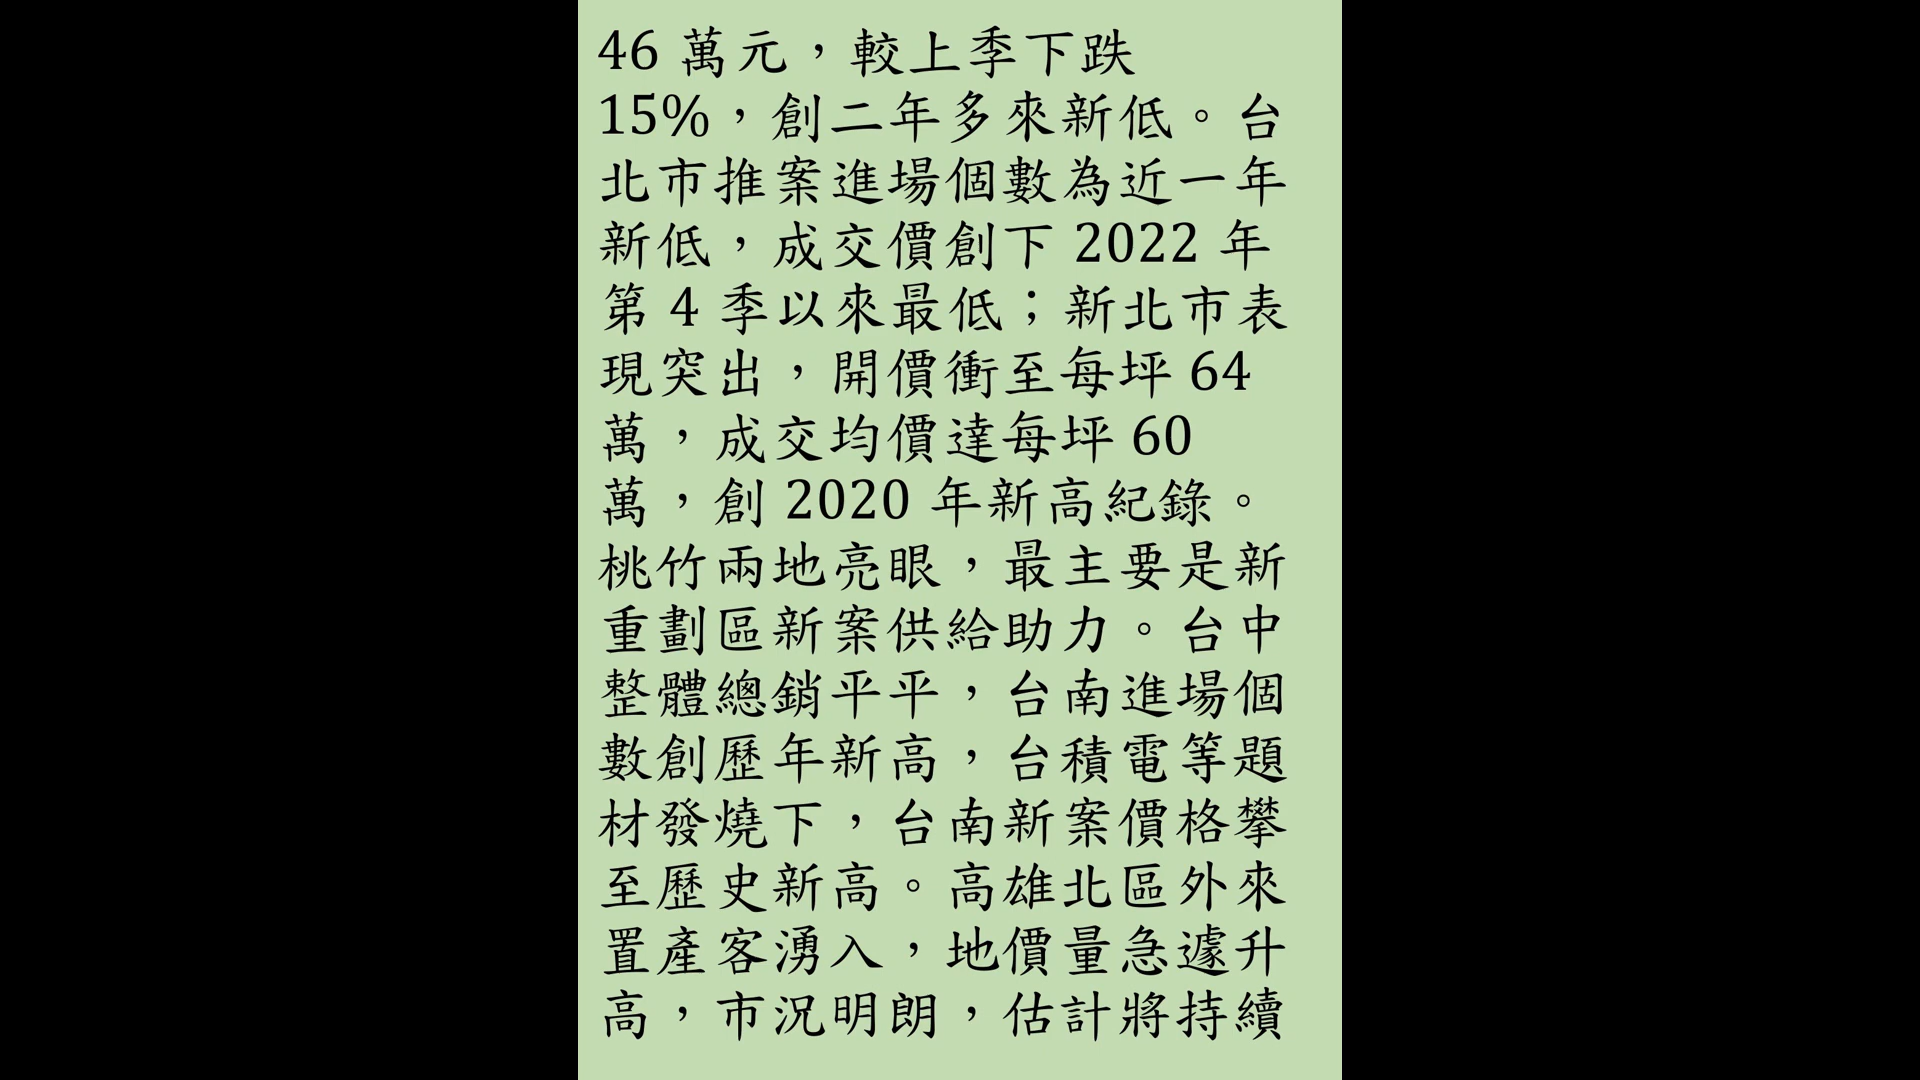 46 萬元，較上季下跌
15%，創二年多來新低。台
北市推案進場個數為近一年
新低，成交價創下 2022 年
第 4 季以來最低；新北市表
現突出，開價衝至每坪 64
萬，成交均價達每坪 60
萬，創 2020 年新高紀錄。
桃竹兩地亮眼，最主要是新
重劃區新案供給助力。台中
整體總銷平平，台南進場個
數創歷年新高，台積電等題
材發燒下，台南新案價格攀
至歷史新高。高雄北區外來
置產客湧入，地價量急遽升
高，市況明朗，估計將持續